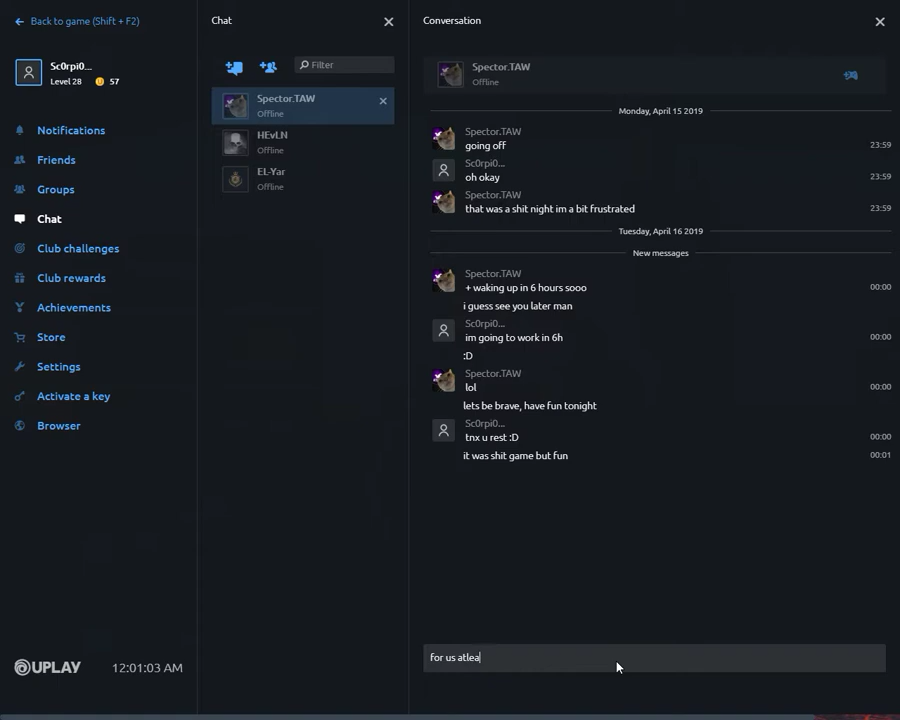 Back to game (Shift + F2)
Sc0rpi0...
Level 28
57
Notifications
Friends
Groups
Chat
Club challenges
Club rewards
Achievements
Store
Settings
Activate a key
Browser
UPLAY
12:01:03 AM
Chat
Filter
Spector.TAW
Offline
HEvLN
Offline
EL-Yar
Offline
Conversation
Spector.TAW
Offline
Monday, April 15 2019
Spector.TAW
going off 23:59
Sc0rpi0...
oh okay 23:59
Spector.TAW
that was a shit night im a bit frustrated 23:59
Tuesday, April 16 2019
New messages
Spector.TAW
+ waking up in 6 hours sooo 00:00
i guess see you later man
Sc0rpi0...
im going to work in 6h 00:00
:D
Spector.TAW
lol 00:00
lets be brave, have fun tonight
Sc0rpi0...
tnx u rest :D 00:00
it was shit game but fun 00:01
for us atlea